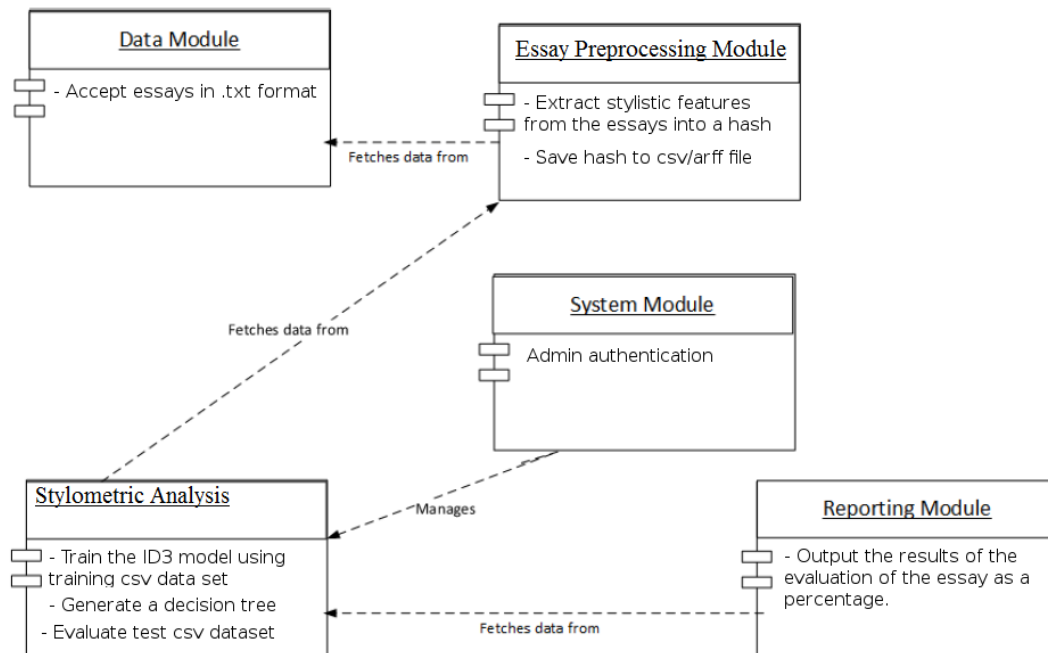 Data Module
- Accept essays in .txt format
Essay Preprocessing Module
- Extract stylistic features
from the essays into a hash
- Save hash to csv/arff file
Fetches data from
Fetches data from
System Module
Admin authentication
Manages
Stylometric Analysis
- Train the ID3 model using
training csv data set
- Generate a decision tree
- Evaluate test csv dataset
Reporting Module
- Output the results of the
evaluation of the essay as a
percentage.
Fetches data from